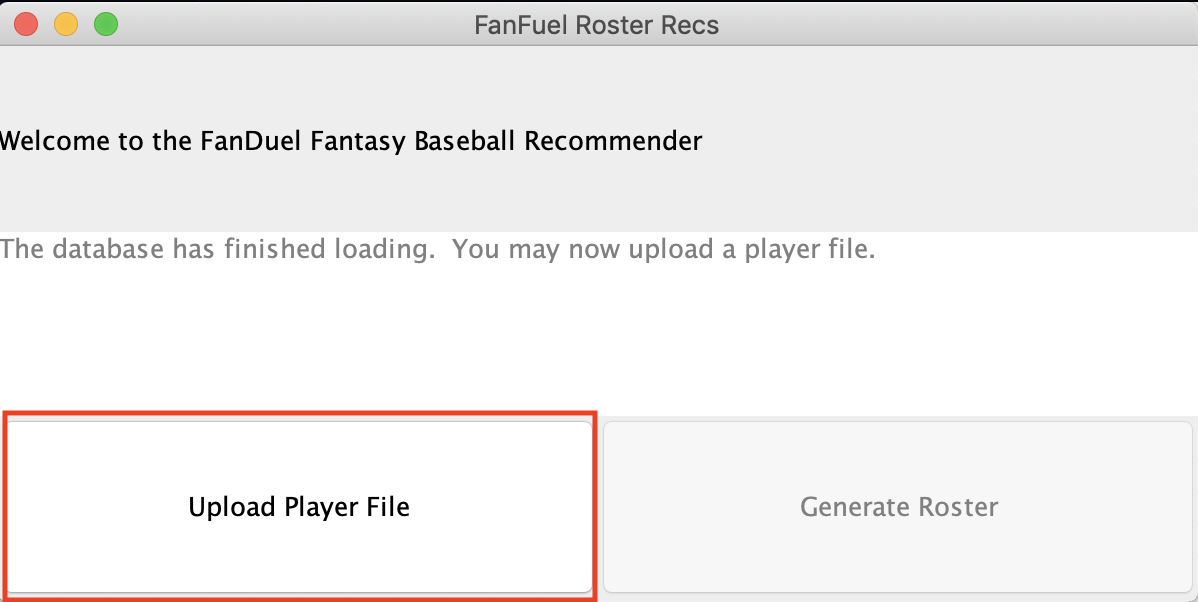 FanFuel Roster Recs
Welcome to the FanDuel Fantasy Baseball Recommender
The database has finished loading.  You may now upload a player file.
Upload Player File
Generate Roster